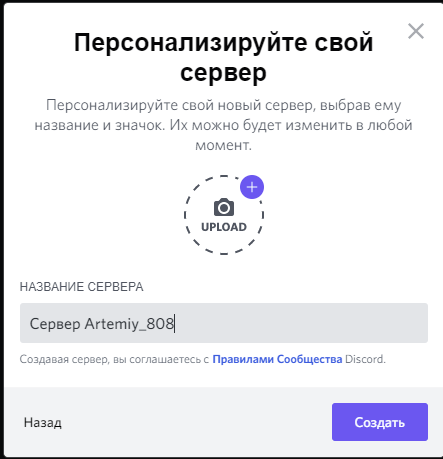 Персонализируйте свой
сервер
Персонализируйте свой новый сервер, выбрав ему
название и значок. Их можно будет изменить в любой
момент.
UPLOAD
НАЗВАНИЕ СЕРВЕРА
Сервер Artemiy_808
Создавая сервер, вы соглашаетесь с Правилами Сообщества Discord.
Назад
Создать